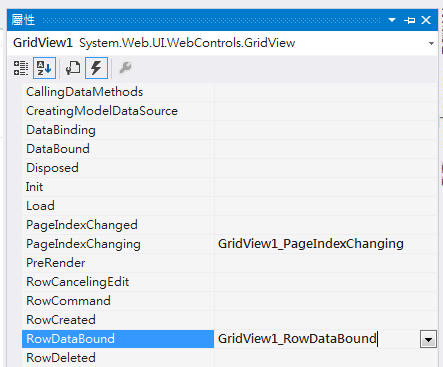 屬性
GridView1 System.Web.UI.WebControls.GridView
CallingDataMethods
CreatingModelDataSource
DataBinding
DataBound
Disposed
Init
Load
PageIndexChanged
PageIndexChanging GridView1_PageIndexChanging
PreRender
RowCancelingEdit
RowCommand
RowCreated
RowDataBound GridView1_RowDataBound
RowDeleted